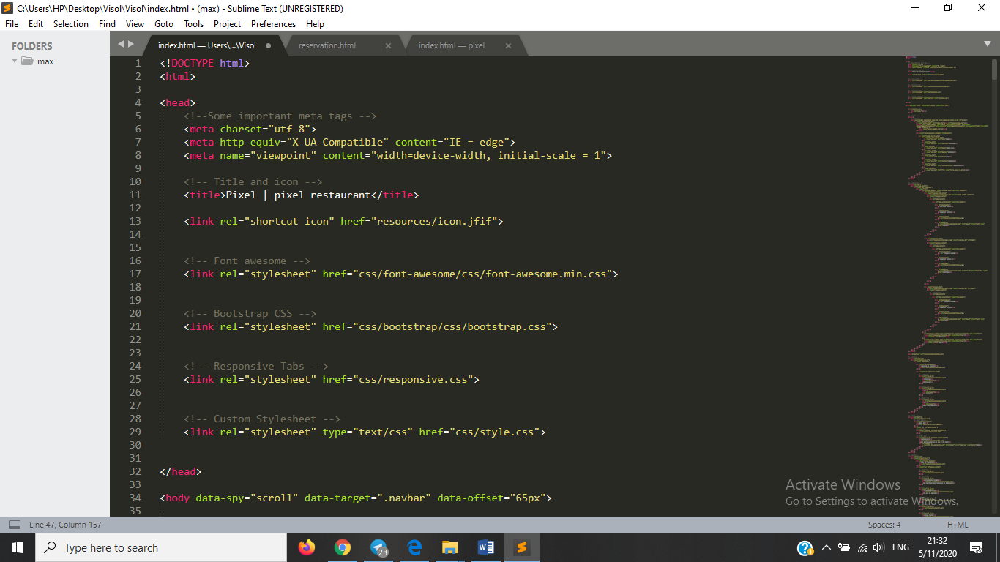 C:\Users\HP\Desktop\Visol\Visol\index.html • (max) - Sublime Text (UNREGISTERED)
File Edit Selection Find View Goto Tools Project Preferences Help
FOLDERS
max
index.html — Users\...\Visol
reservation.html
index.html — pixel
1 <!DOCTYPE html>
2 <html>
3
4 <head>
5 <!--Some important meta tags -->
6 <meta charset="utf-8">
7 <meta http-equiv="X-UA-Compatible" content="IE = edge">
8 <meta name="viewpoint" content="width=device-width, initial-scale = 1">
9
10 <!-- Title and icon -->
11 <title>Pixel | pixel restaurant</title>
12
13 <link rel="shortcut icon" href="resources/icon.jfif">
14
15
16 <!-- Font awesome -->
17 <link rel="stylesheet" href="css/font-awesome/css/font-awesome.min.css">
18
19
20 <!-- Bootstrap CSS -->
21 <link rel="stylesheet" href="css/bootstrap/css/bootstrap.css">
22
23
24 <!-- Responsive Tabs -->
25 <link rel="stylesheet" href="css/responsive.css">
26
27
28 <!-- Custom Stylesheet -->
29 <link rel="stylesheet" type="text/css" href="css/style.css">
30
31
32 </head>
33
34 <body data-spy="scroll" data-target=".navbar" data-offset="65px">
35
Activate Windows
Go to Settings to activate Windows.
Line 47, Column 157
Spaces: 4
HTML
Type here to search
28
ENG
21:32
5/11/2020